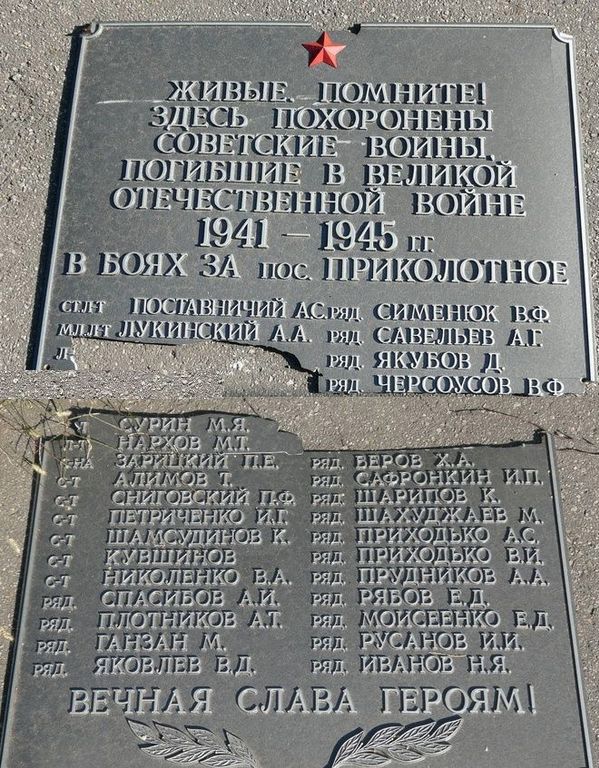 ЖИВЫЕ, ПОМНИТЕ!
ЗДЕСЬ ПОХОРОНЕНЫ
СОВЕТСКИЕ ВОИНЫ,
ПОГИБШИЕ В ВЕЛИКОЙ
ОТЕЧЕСТВЕННОЙ ВОЙНЕ
1941 – 1945 Г.Г.
В БОЯХ ЗА ПОС. ПРИКОЛОТНОЕ
СТ.Л-Т ПОСТАВНИЧИЙ А.С. РЯД. СИМЕНЮК В.Ф.
МЛ.Л-Т ЛУКИНСКИЙ А.А. РЯД. САВЕЛЬЕВ А.Г.
РЯД. ЯКУБОВ Д.
РЯД. ЧЕРСОУСОВ В.Ф.
СУРИН М.Я.
НАРХОВ М.Т.
ЗАРИЦКИЙ П.Е. РЯД. БЕРОВ Х.А.
С-Т АЛИМОВ Т. РЯД. САФРОНКИН И.П.
С-Т СНИГОВСКИЙ П.Ф. РЯД. ШАРИПОВ К.
С-Т ПЕТРИЧЕНКО И.Г. РЯД. ШАХУДЖАЕВ М.
С-Т ШАМСУДИНОВ К. РЯД. ПРИХОДЬКО А.С.
С-Т КУВШИНОВ РЯД. ПРИХОДЬКО В.И.
С-Т НИКОЛЕНКО В.А. РЯД. ПРУДНИКОВ А.А.
РЯД. СПАСИБОВ А.И. РЯД. РЯБОВ Е.Д.
РЯД. ПЛОТНИКОВ А.Т. РЯД. МОИСЕЕНКО Е.Д.
РЯД. ГАНЗАН М. РЯД. РУСАНОВ И.И.
РЯД. ЯКОВЛЕВ В.Д. РЯД. ИВАНОВ Н.Я.
ВЕЧНАЯ СЛАВА ГЕРОЯМ!